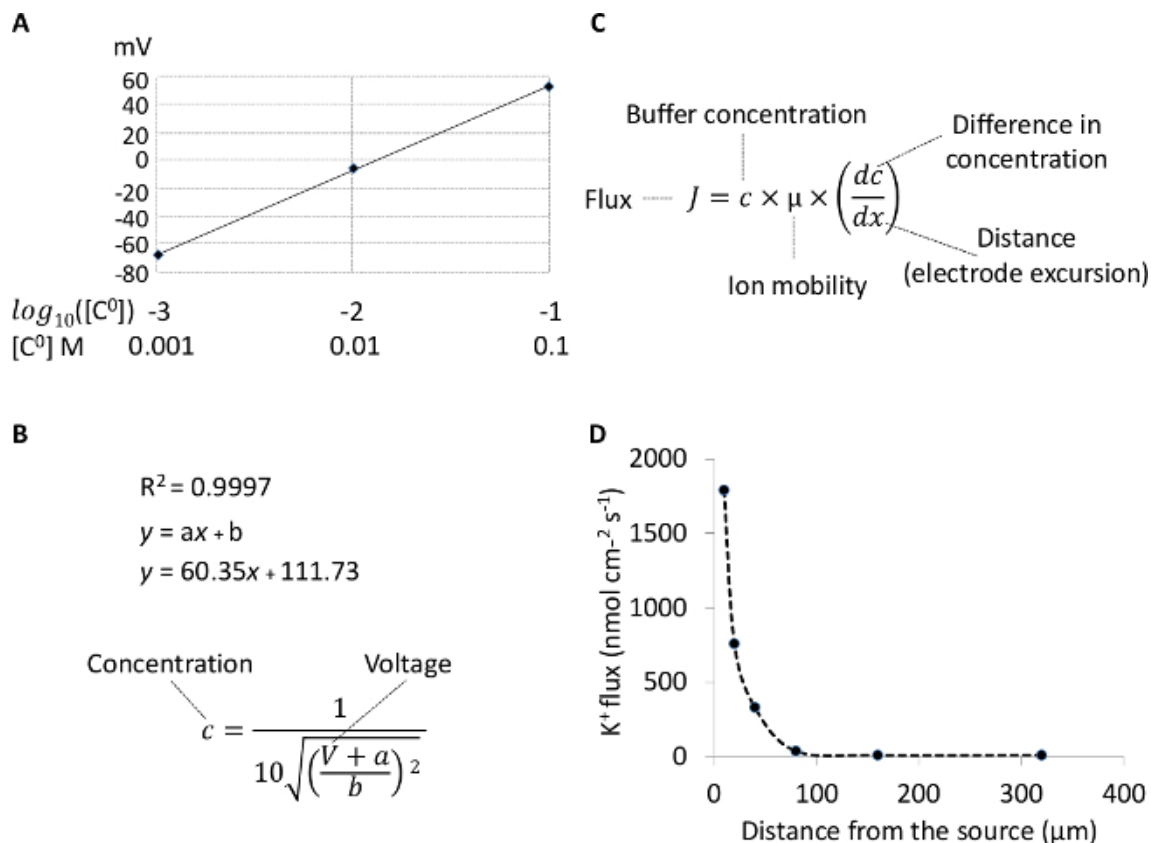 A
mV
60
40
20
0
-20
-40
-60
-80
log₁₀([C⁰]) -3 -2 -1
[C⁰] M 0.001 0.01 0.1
B
R² = 0.9997
y = ax + b
y = 60.35x + 111.73
Concentration Voltage
c = 1 / 10√((V + a / b)²)
C
Buffer concentration
Difference in
concentration
Flux J = c × μ × (dc/dx)
Distance
(electrode excursion)
Ion mobility
D
K⁺ flux (nmol cm-² s⁻¹)
2000
1500
1000
500
0
0 100 200 300 400
Distance from the source (μm)